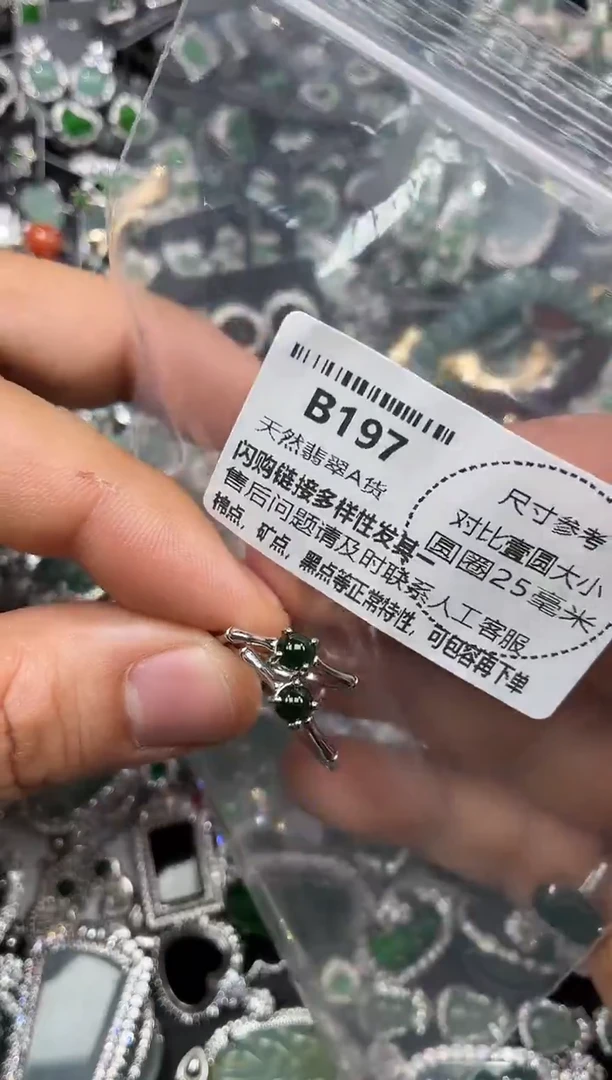 B197
天然翡翠A货
闪购链接多样性发其一
售后问题请及时联系人工客服
棉点，矿点，黑点等正常特性，可包容再下单
尺寸参考
对比蛋圆大小
圆圈25毫米